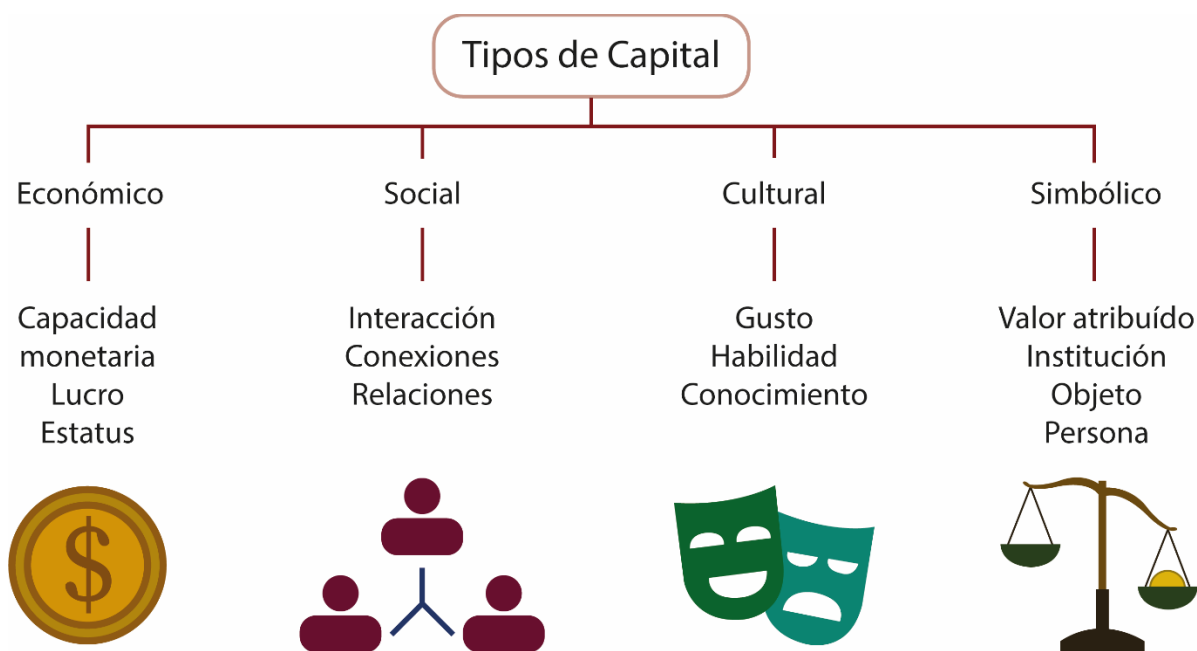 Tipos de Capital
Económico
Social
Cultural
Simbólico
Capacidad
monetaria
Lucro
Estatus
Interacción
Conexiones
Relaciones
Gusto
Habilidad
Conocimiento
Valor atribuído
Institución
Objeto
Persona
$